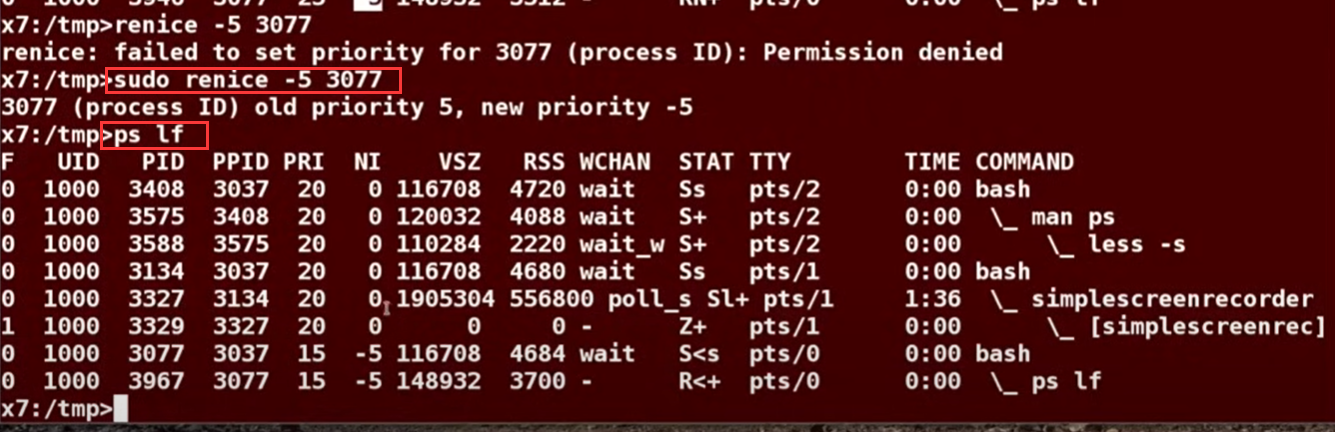 0 1000 3946 3077 25 5 148932 3312 - RN+ pts/0 0:00 \_ ps lf
x7:/tmp>renice -5 3077
renice: failed to set priority for 3077 (process ID): Permission denied
x7:/tmp>sudo renice -5 3077
3077 (process ID) old priority 5, new priority -5
x7:/tmp>ps lf
F UID PID PPID PRI NI VSZ RSS WCHAN STAT TTY TIME COMMAND
0 1000 3408 3037 20 0 116708 4720 wait Ss pts/2 0:00 bash
0 1000 3575 3408 20 0 120032 4088 wait S+ pts/2 0:00 \_ man ps
0 1000 3588 3575 20 0 110284 2220 wait_w S+ pts/2 0:00 \_ less -s
0 1000 3134 3037 20 0 116708 4680 wait Ss pts/1 0:00 bash
0 1000 3327 3134 20 0 1905304 556800 poll_s Sl+ pts/1 1:36 \_ simplescreenrecorder
1 1000 3329 3327 20 0 0 0 - Z+ pts/1 0:00 \_ [simplescreenrec]
0 1000 3077 3037 15 -5 116708 4684 wait S<s pts/0 0:00 bash
0 1000 3967 3077 15 -5 148932 3700 - R<+ pts/0 0:00 \_ ps lf
x7:/tmp>